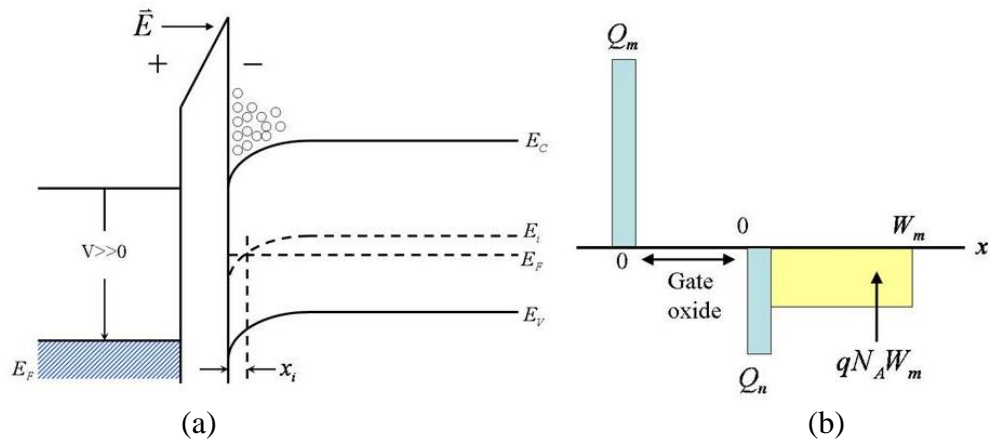 E⃗
+
−
E_C
V>>0
E_i
E_F
E_V
E_F
x_i
(a)
Q_m
0
W_m
x
0
Gate
oxide
Q_n
qN_AW_m
(b)